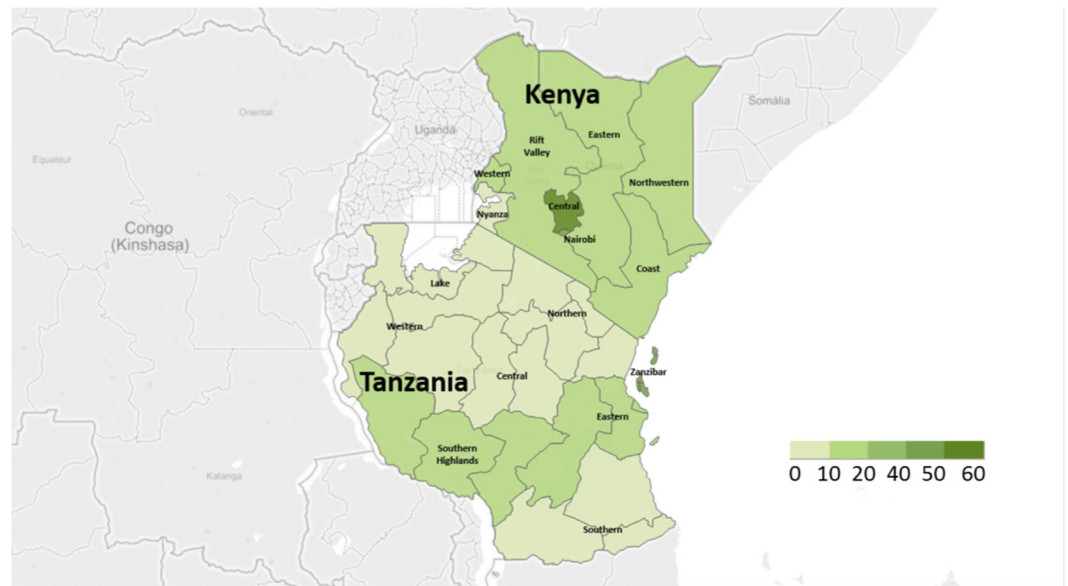 Kenya
Oriental
Somália
Uganda
Eastern
Rift
Valley
Equateur
Western
Northwestern
Central
Nyanza
Congo
(Kinshasa)
Nairobi
Coast
Lake
Northern
Western
Zanzibar
Tanzania
Central
Eastern
Southern
Highlands
Katanga
Southern
0 10 20 40 50 60